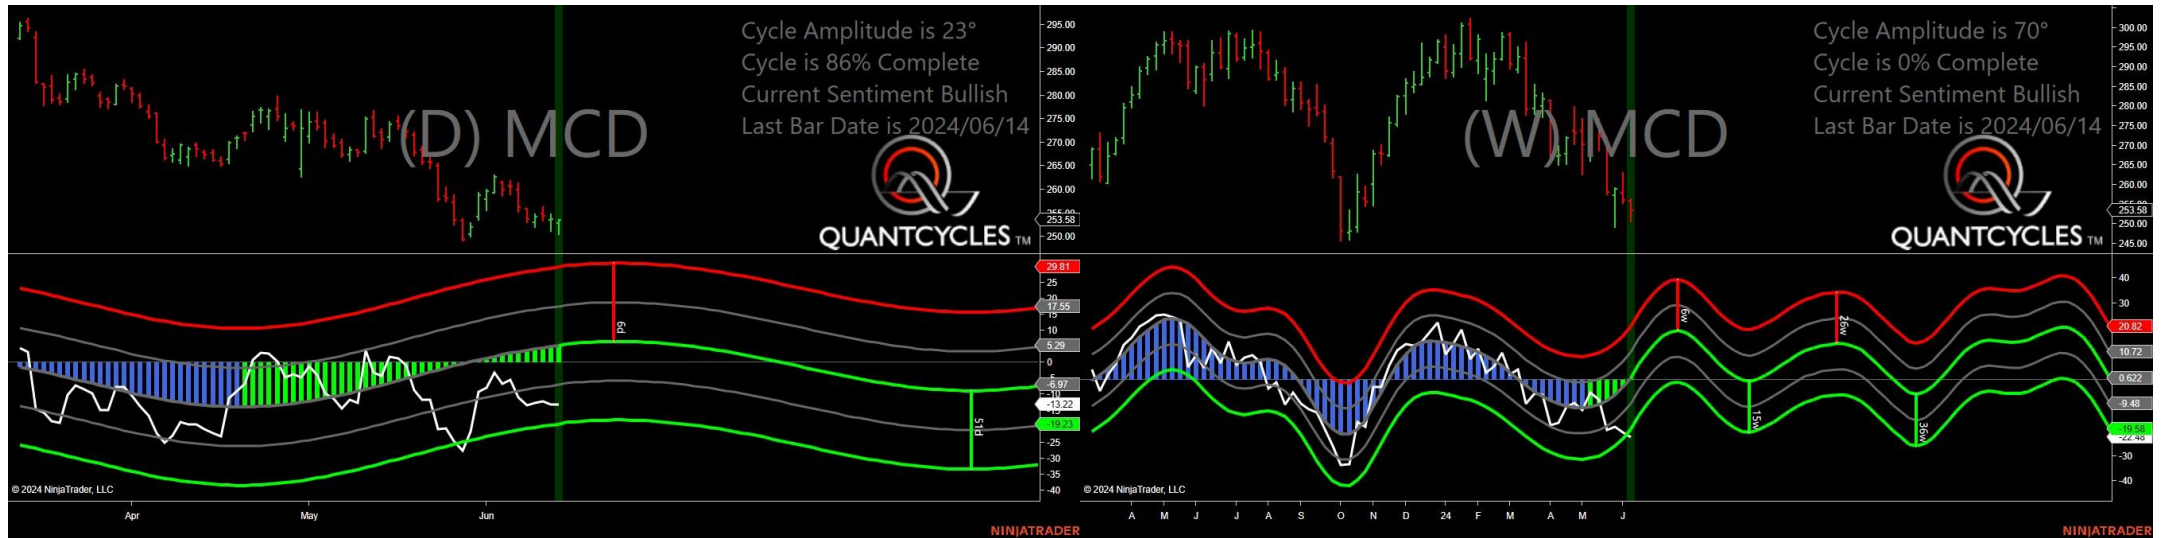 Cycle Amplitude is 23°
Cycle is 86% Complete
Current Sentiment Bullish
Last Bar Date is 2024/06/14
(D) MCD
QUANTCYCLES TM
295.00
290.00
285.00
280.00
275.00
270.00
265.00
260.00
255.00
253.58
250.00
29.81
25
20
17.55
15
10
5.29
0
-6.97
-10
-13.22
-15
-19.23
-25
-30
-35
-40
6d
51d
© 2024 NinjaTrader, LLC
Apr
May
Jun
NINJATRADER
Cycle Amplitude is 70°
Cycle is 0% Complete
Current Sentiment Bullish
Last Bar Date is 2024/06/14
(W) MCD
QUANTCYCLES TM
300.00
295.00
290.00
285.00
280.00
275.00
270.00
265.00
260.00
253.58
250.00
245.00
40
30
20.82
10.72
0.622
-9.48
-19.58
-22.48
-30
-40
6w
15w
26w
36w
© 2024 NinjaTrader, LLC
A M J J A S O N D 24 F M A M J
NINJATRADER